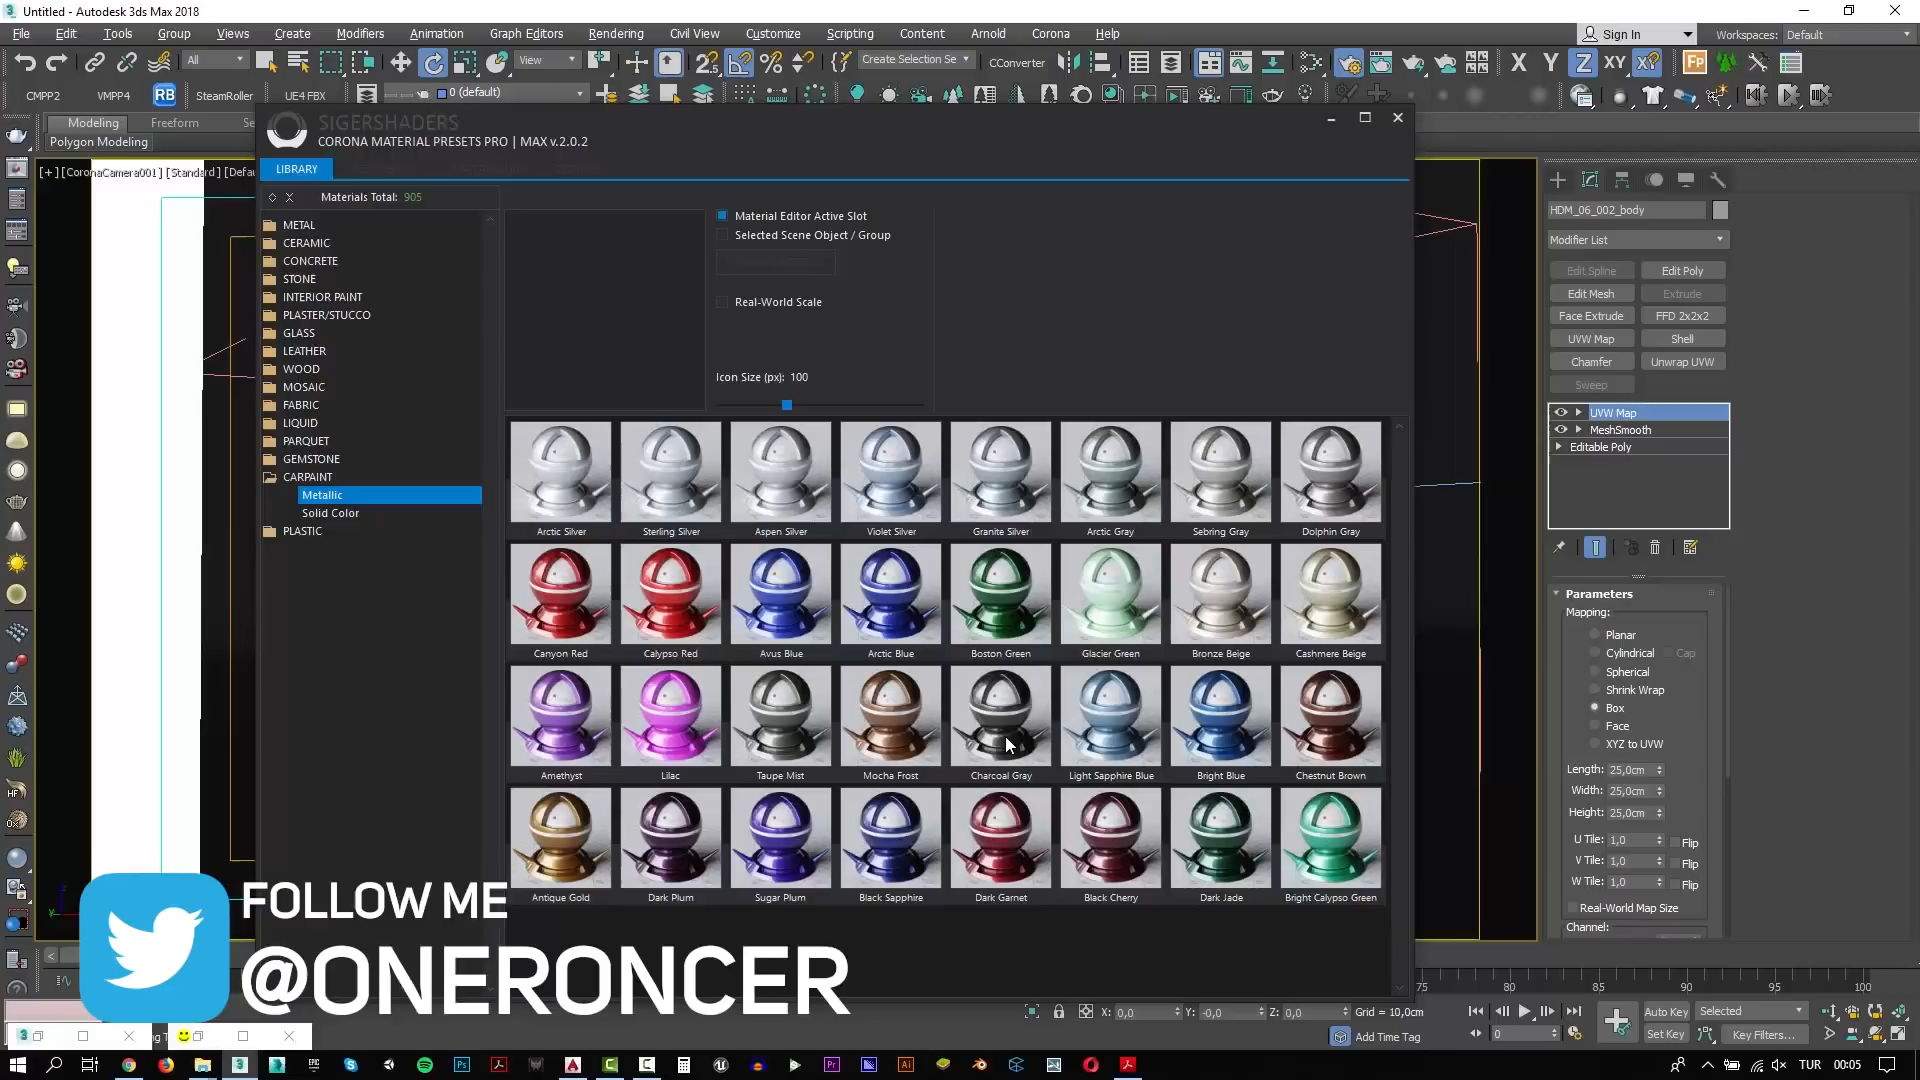 Untitled - Autodesk 3ds Max 2018
File Edit Tools Group Views Create Modifiers Animation Graph Editors Rendering Civil View Customize Scripting Content Arnold Corona Help
Sign In Workspaces: Default
All View Create Selection Se CConverter X Y Z XY
CMPP2 VMPP4 RB SteamRoller UE4 FBX 0 (default)
Modeling Freeform Se
Polygon Modeling
SIGERSHADERS
CORONA MATERIAL PRESETS PRO | MAX v.2.0.2
LIBRARY
[+] [CoronaCamera001] [Standard] [Defau
Materials Total: 905
METAL
CERAMIC
CONCRETE
STONE
INTERIOR PAINT
PLASTER/STUCCO
GLASS
LEATHER
WOOD
MOSAIC
FABRIC
LIQUID
PARQUET
GEMSTONE
CARPAINT
Metallic
Solid Color
PLASTIC
Material Editor Active Slot
Selected Scene Object / Group
Real-World Scale
Icon Size (px): 100
Arctic Silver Sterling Silver Aspen Silver Violet Silver Granite Silver Arctic Gray Sebring Gray Dolphin Gray
Canyon Red Calypso Red Avus Blue Arctic Blue Boston Green Glacier Green Bronze Beige Cashmere Beige
Amethyst Lilac Taupe Mist Mocha Frost Charcoal Gray Light Sapphire Blue Bright Blue Chestnut Brown
Antique Gold Dark Plum Sugar Plum Black Sapphire Dark Garnet Black Cherry Dark Jade Bright Calypso Green
HDM_06_002_body
Modifier List
Edit Spline Edit Poly
Edit Mesh Extrude
Face Extrude FFD 2x2x2
UVW Map Shell
Chamfer Unwrap UVW
Sweep
UVW Map
MeshSmooth
Editable Poly
Parameters
Mapping:
Planar
Cylindrical Cap
Spherical
Shrink Wrap
Box
Face
XYZ to UVW
Length: 25,0cm
Width: 25,0cm
Height: 25,0cm
U Tile: 1,0 Flip
V Tile: 1,0 Flip
W Tile: 1,0 Flip
Real-World Map Size
Channel:
FOLLOW ME
@ONERONCER
75 80 85 90 95 100
X: 0,0 Y: -0,0 Z: 0,0 Grid = 10,0cm Auto Key Selected
Add Time Tag 0 Set Key Key Filters...
TUR 00:05